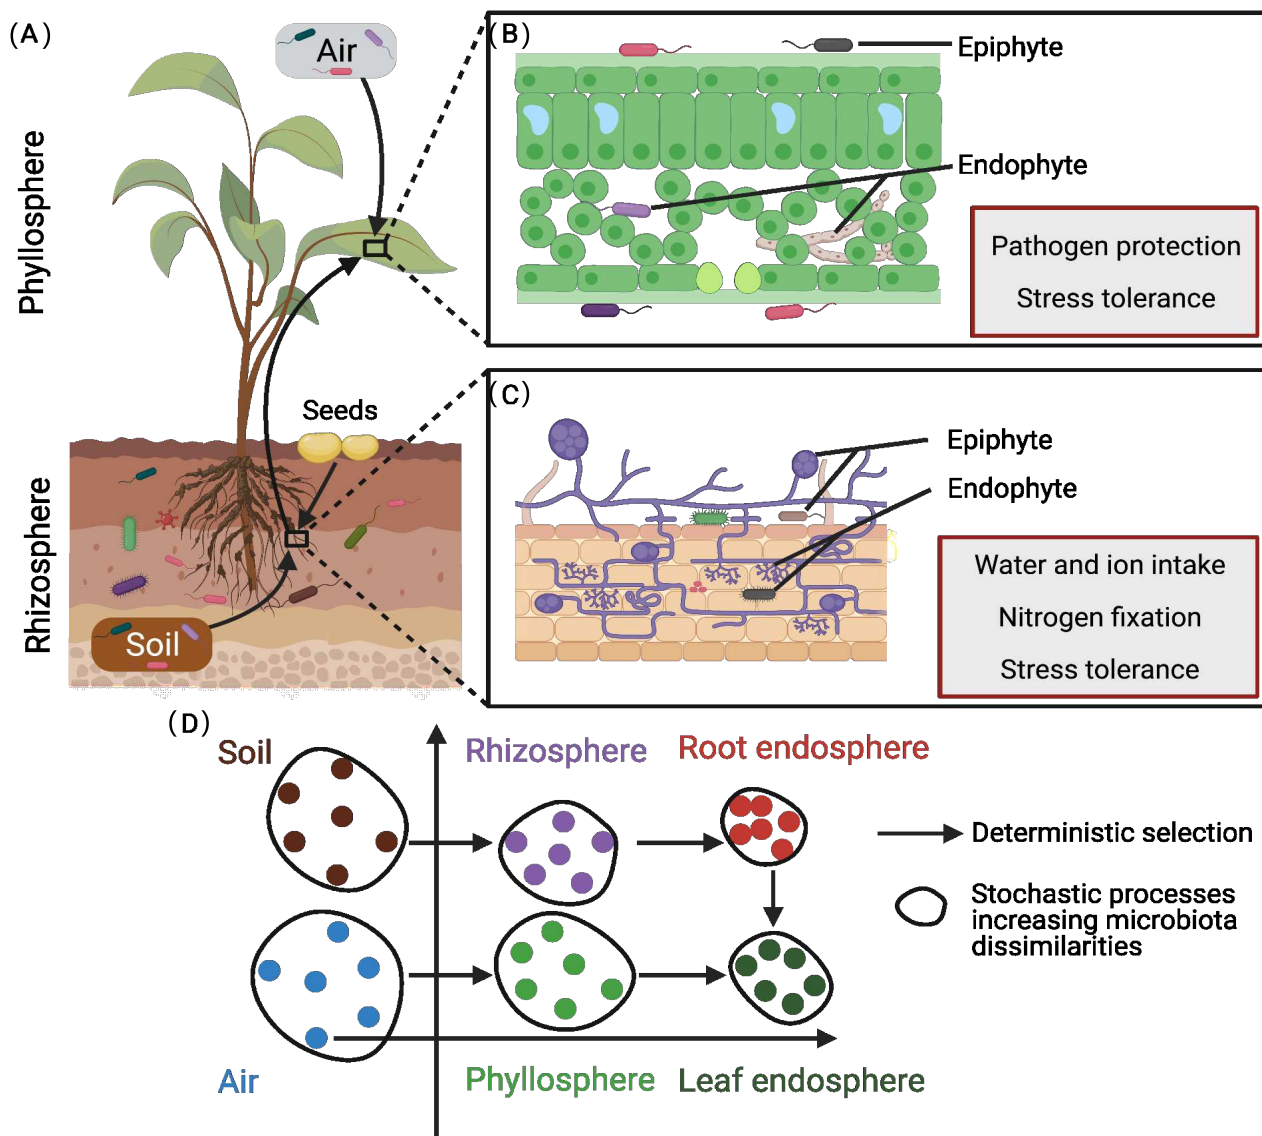 (A)
Air
Phyllosphere
(B)
Epiphyte
Endophyte
Pathogen protection
Stress tolerance
Seeds
Rhizosphere
Soil
(C)
Epiphyte
Endophyte
Water and ion intake
Nitrogen fixation
Stress tolerance
(D)
Soil
Rhizosphere
Root endosphere
Deterministic selection
Stochastic processes
increasing microbiota
dissimilarities
Air
Phyllosphere
Leaf endosphere